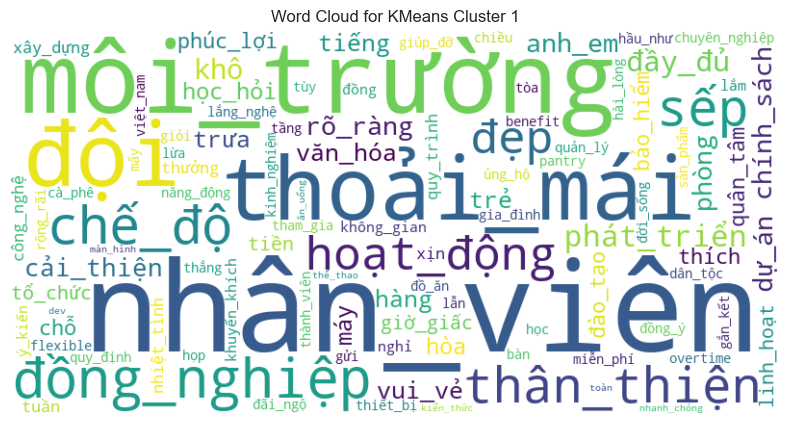 Word Cloud for KMeans Cluster 1
xây_dựng
phúc_lợi
tiếng
giúp_đỡ
chiều
anh_em
hầu_như
chuyên_nghiệp
môi_trường
khô
học_hỏi
tùy
đồng
đầy_đủ
việt_nam
lắng_nghe
tòa
hài_lòng
sếp
lắm
bảo_hiểm
chính_sách
đội
giỏi
trưa
tầng
rõ_ràng
benefit
đẹp
quản_lý
máy
lừa
kinh_nghiệm
văn_hóa
quy_trình
ủng_hộ
pantry
sản_phẩm
phòng
quan_tâm
thưởng
cà_phê
năng_động
ăn_uống
thoải_mái
trẻ
gia_đình
đời_sống
công_nghệ
rộng_rãi
chế_độ
tham_gia
không_gian
phát_triển
dự_án
màn_hình
tiền
hoạt_động
xịn
thích
cải_thiện
thắng
thể_thao
đồ_ăn
lẫn
đào_tạo
dân_tộc
tổ_chức
nhân_viên
khuyến_khích
thành_viên
hàng
giờ_giấc
gắn_kết
linh_hoạt
ý_kiến
dev
chỗ
nhiệt_tình
máy
học
đồng_ý
flexible
quy_định
họp
gửi
nghỉ
hòa
bàn
miễn_phí
overtime
đồng_nghiệp
vui_vẻ
thân_thiện
toàn
tuần
đãi_ngộ
thiết_bị
kiến_thức
nhanh_chóng